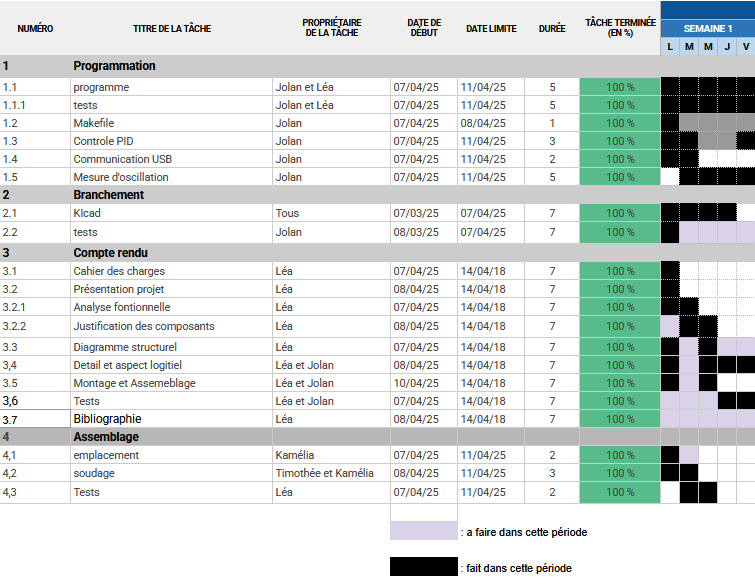 NUMÉRO TITRE DE LA TÂCHE PROPRIÉTAIRE DE LA TÂCHE DATE DE DÉBUT DATE LIMITE DURÉE TÂCHE TERMINÉE (EN %) SEMAINE 1
L M M J V
1 Programmation
1.1 programme Jolan et Léa 07/04/25 11/04/25 5 100 %
1.1.1 tests Jolan et Léa 07/04/25 11/04/25 5 100 %
1.2 Makefile Jolan 07/04/25 08/04/25 1 100 %
1.3 Controle PID Jolan 07/04/25 11/04/25 3 100 %
1.4 Communication USB Jolan 07/04/25 11/04/25 2 100 %
1.5 Mesure d'oscillation Jolan 07/04/25 11/04/25 5 100 %
2 Branchement
2.1 KIcad Tous 07/03/25 07/04/25 7 100 %
2.2 tests Jolan 08/03/25 07/04/25 7 100 %
3 Compte rendu
3.1 Cahier des charges Léa 07/04/25 14/04/18 7 100 %
3.2 Présentation projet Léa 08/04/25 14/04/18 7 100 %
3.2.1 Analyse fontionnelle Léa 07/04/25 14/04/18 7 100 %
3.2.2 Justification des composants Léa 08/04/25 14/04/18 7 100 %
3.3 Diagramme structurel Léa 07/04/25 14/04/18 7 100 %
3,4 Detail et aspect logitiel Léa et Jolan 08/04/25 14/04/18 7 100 %
3.5 Montage et Assemeblage Léa et Jolan 10/04/25 14/04/18 7 100 %
3,6 Tests Léa et Jolan 07/04/25 14/04/18 7 100 %
3.7 Bibliographie Léa 08/04/25 14/04/18 7 100 %
4 Assemblage
4,1 emplacement Kamélia 07/04/25 11/04/25 2 100 %
4,2 soudage Timothée et Kamélia 08/04/25 11/04/25 3 100 %
4,3 Tests Léa 07/04/25 11/04/25 2 100 %
: a faire dans cette période
: fait dans cette période